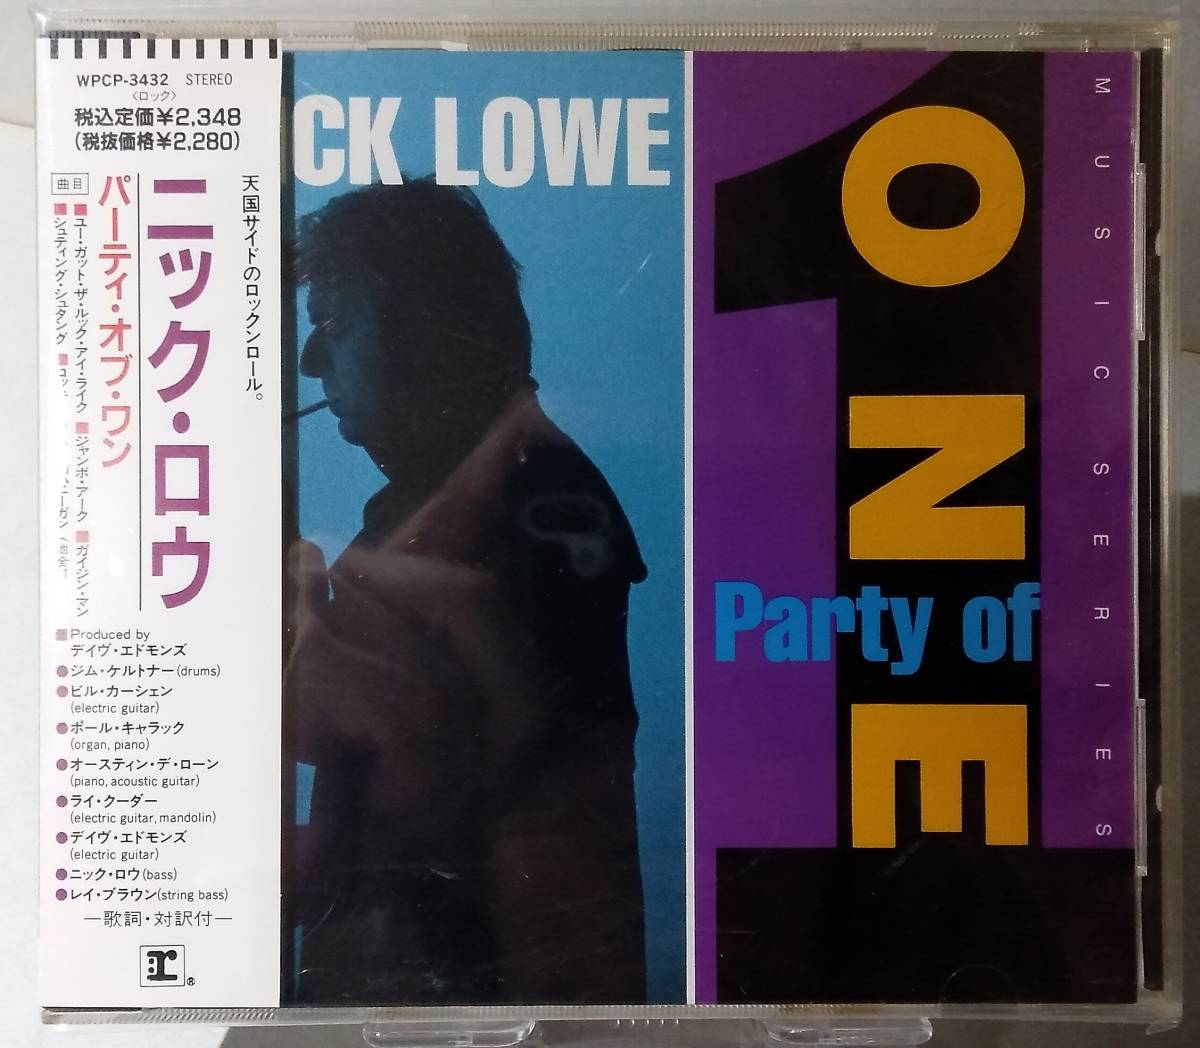 WPCP-3432 STEREO
〈ロック〉
税込定価¥2,348
(税抜価格¥2,280)
天国サイドのロックンロール。
ニック・ロウ
パーティ・オブ・ワン
曲目
■ユー・ガット・ザ・ルック・アイ・ライク ■ジャンボ・アーク ■ガイジン・マン
■シュティング・シュタング
■Produced by
デイヴ・エドモンズ
●ジム・ケルトナー(drums)
●ビル・カーシェン
(electric guitar)
●ポール・キャラック
(organ, piano)
●オースティン・デ・ローン
(piano, acoustic guitar)
●ライ・クーダー
(electric guitar, mandolin)
●デイヴ・エドモンズ
(electric guitar)
●ニック・ロウ(bass)
●レイ・ブラウン(string bass)
—歌詞・対訳付—
r®
CK LOWE
1
ONE
Party of
MUSIC SERIES